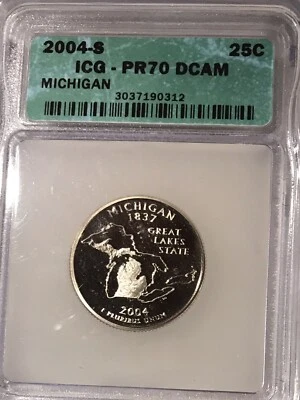 2004-S 25C
ICG - PR70 DCAM
MICHIGAN
3037190312
MICHIGAN
1837
GREAT
LAKES
STATE
2004
E PLURIBUS UNUM